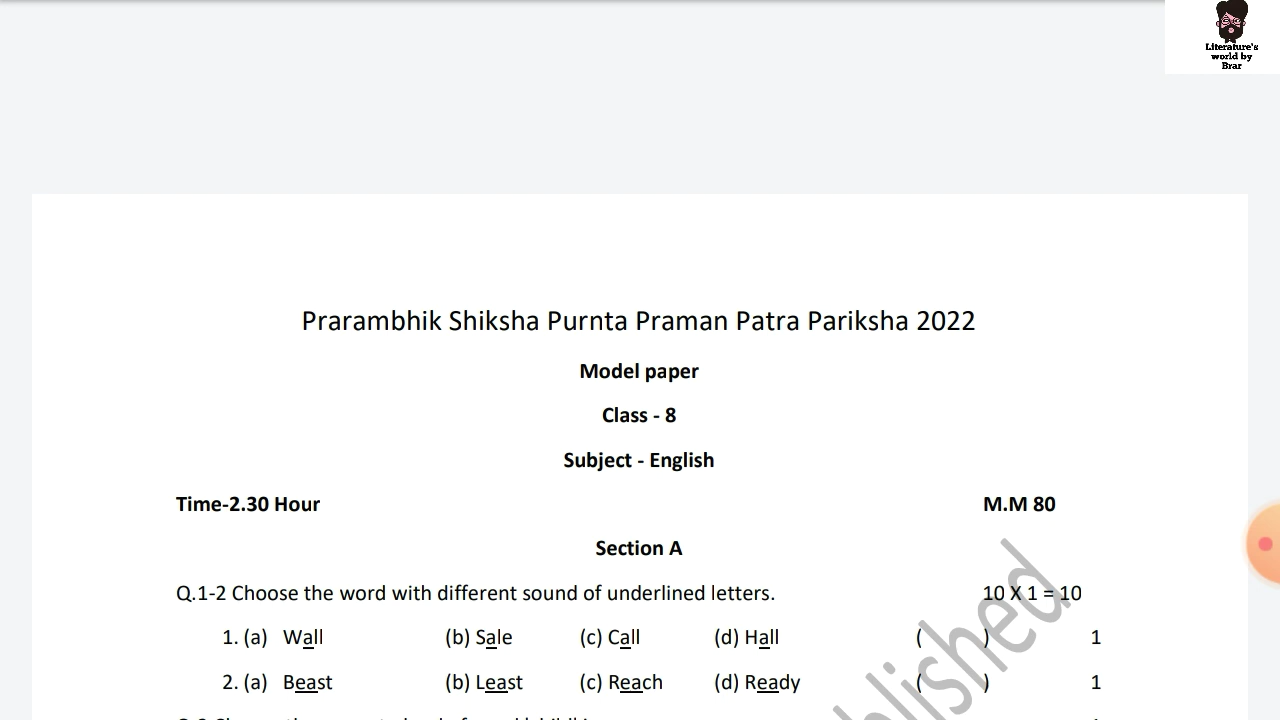 Literature's
world by
Brar
Prarambhik Shiksha Purnta Praman Patra Pariksha 2022
Model paper
Class - 8
Subject - English
Time-2.30 Hour M.M 80
Section A
Q.1-2 Choose the word with different sound of underlined letters. 10 X 1 = 10
1. (a) Wall (b) Sale (c) Call (d) Hall ( ) 1
2. (a) Beast (b) Least (c) Reach (d) Ready ( ) 1